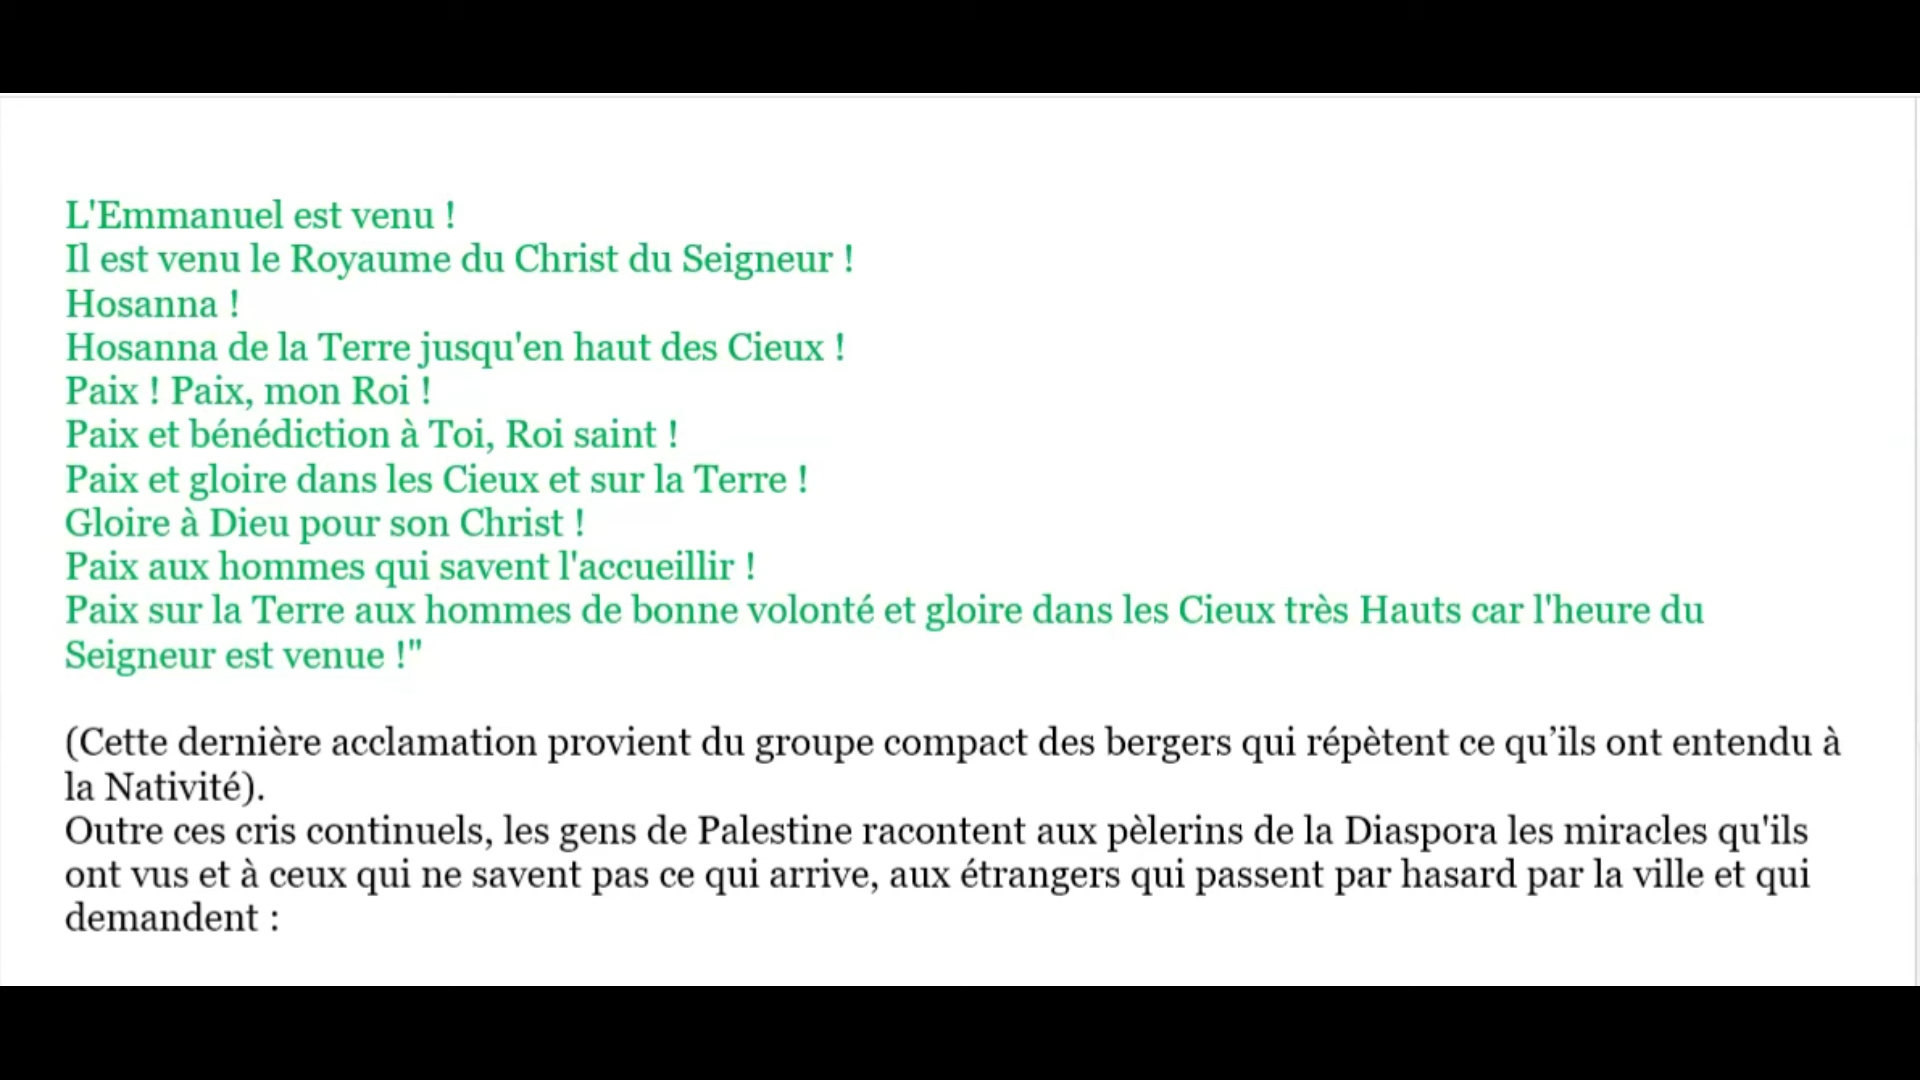 L'Emmanuel est venu !
Il est venu le Royaume du Christ du Seigneur !
Hosanna !
Hosanna de la Terre jusqu'en haut des Cieux !
Paix ! Paix, mon Roi !
Paix et bénédiction à Toi, Roi saint !
Paix et gloire dans les Cieux et sur la Terre !
Gloire à Dieu pour son Christ !
Paix aux hommes qui savent l'accueillir !
Paix sur la Terre aux hommes de bonne volonté et gloire dans les Cieux très Hauts car l'heure du
Seigneur est venue !"
(Cette dernière acclamation provient du groupe compact des bergers qui répètent ce qu’ils ont entendu à
la Nativité).
Outre ces cris continuels, les gens de Palestine racontent aux pèlerins de la Diaspora les miracles qu'ils
ont vus et à ceux qui ne savent pas ce qui arrive, aux étrangers qui passent par hasard par la ville et qui
demandent :